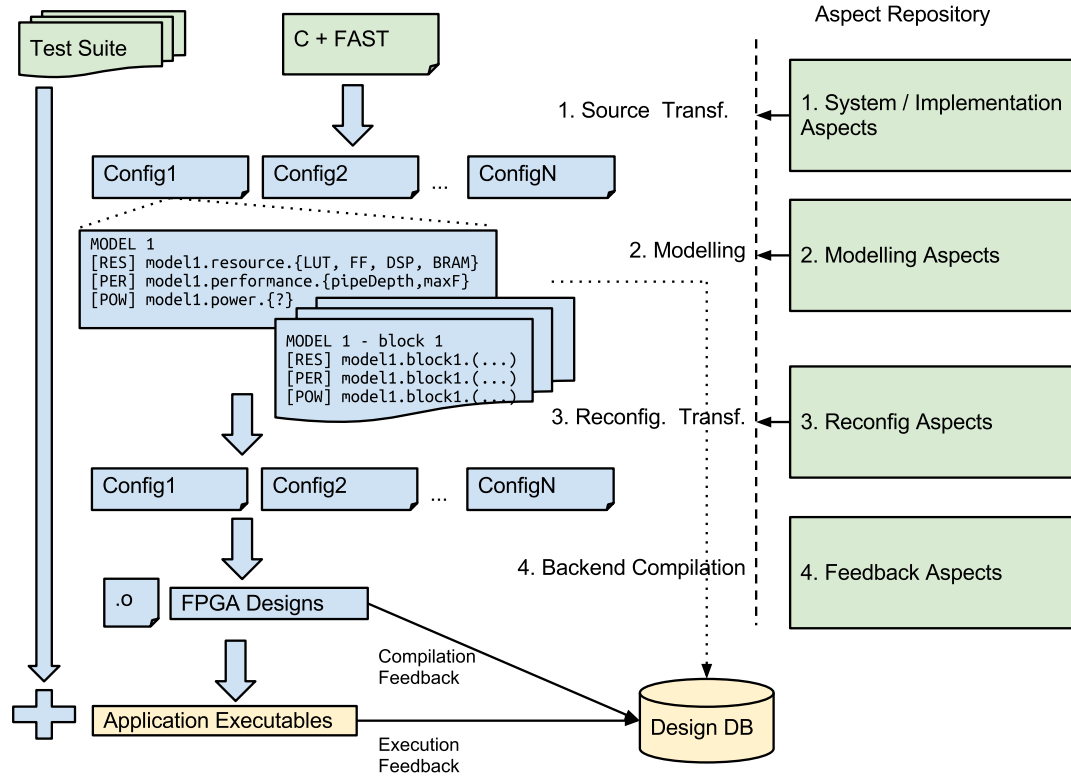 Aspect Repository
Test Suite
C + FAST
1. Source Transf.
1. System / Implementation
Aspects
Config1
Config2
...
ConfigN
MODEL 1
[RES] model1.resource.{LUT, FF, DSP, BRAM}
[PER] model1.performance.{pipeDepth,maxF}
[POW] model1.power.{?}
2. Modelling
2. Modelling Aspects
MODEL 1 - block 1
[RES] model1.block1.(...)
[PER] model1.block1.(...)
[POW] model1.block1.(...)
3. Reconfig. Transf.
3. Reconfig Aspects
Config1
Config2
...
ConfigN
4. Backend Compilation
4. Feedback Aspects
.o
FPGA Designs
Compilation
Feedback
Application Executables
Design DB
Execution
Feedback